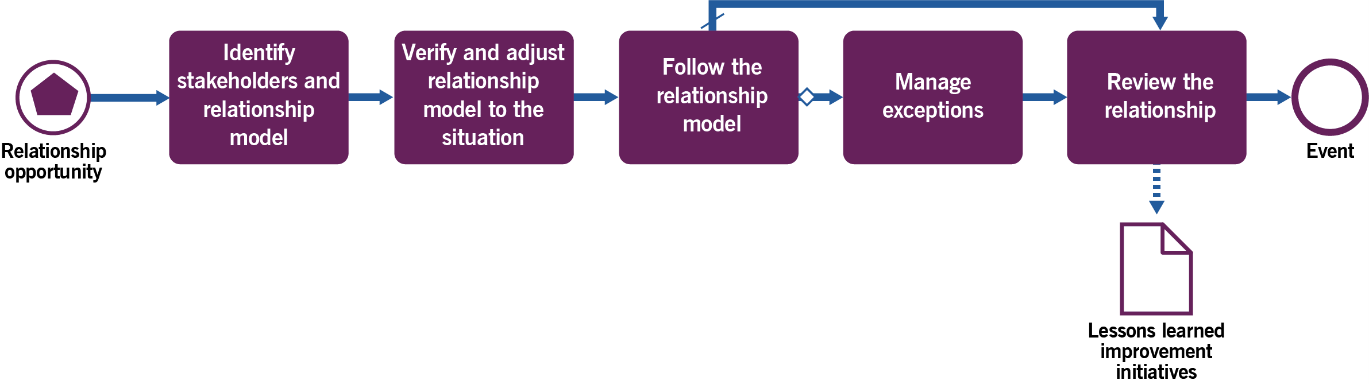 Relationship
opportunity
Identify
stakeholders and
relationship
model
Verify and adjust
relationship
model to the
situation
Follow the
relationship
model
Manage
exceptions
Review the
relationship
Event
Lessons learned
improvement
initiatives